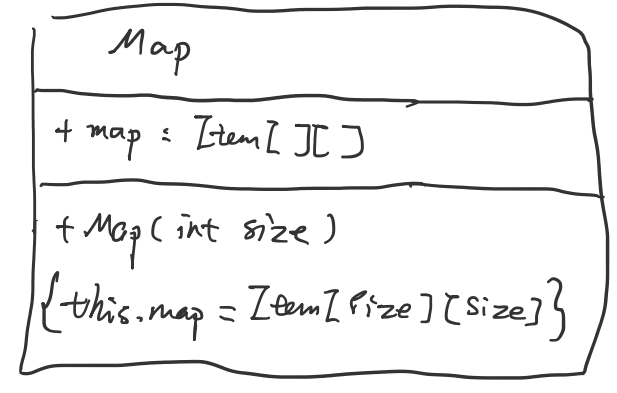 Map
+ map : Item[ ][ ]
+ Map ( int size )
{this.map = Item[size][size]}